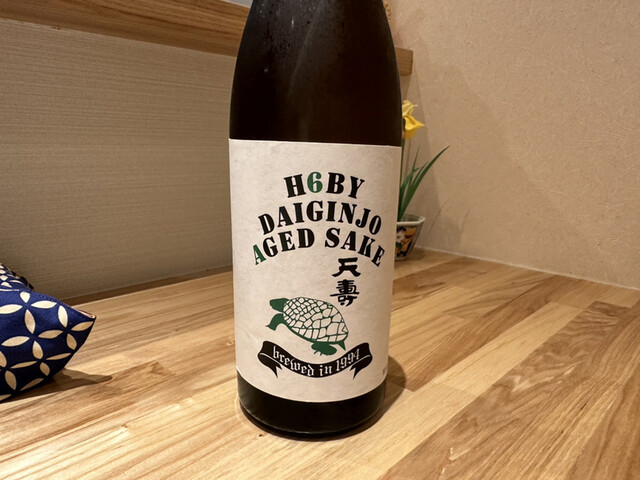 H6BY
DAIGINJO
AGED SAKE
天寿
brewed in 1994